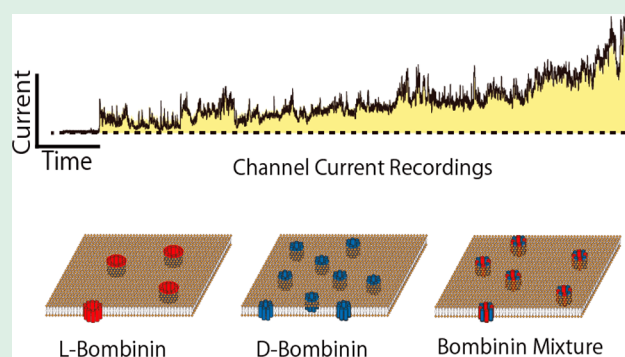 Current
Time
Channel Current Recordings
L-Bombinin
D-Bombinin
Bombinin Mixture